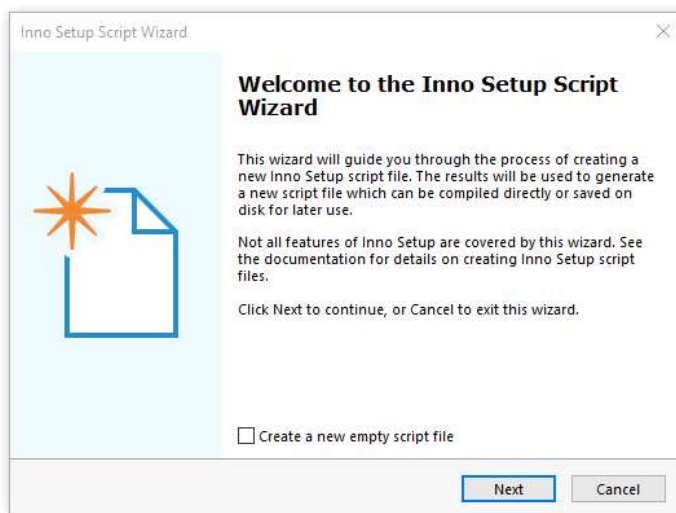 Inno Setup Script Wizard
Welcome to the Inno Setup Script
Wizard
This wizard will guide you through the process of creating a
new Inno Setup script file. The results will be used to generate
a new script file which can be compiled directly or saved on
disk for later use.
Not all features of Inno Setup are covered by this wizard. See
the documentation for details on creating Inno Setup script
files.
Click Next to continue, or Cancel to exit this wizard.
Create a new empty script file
Next Cancel